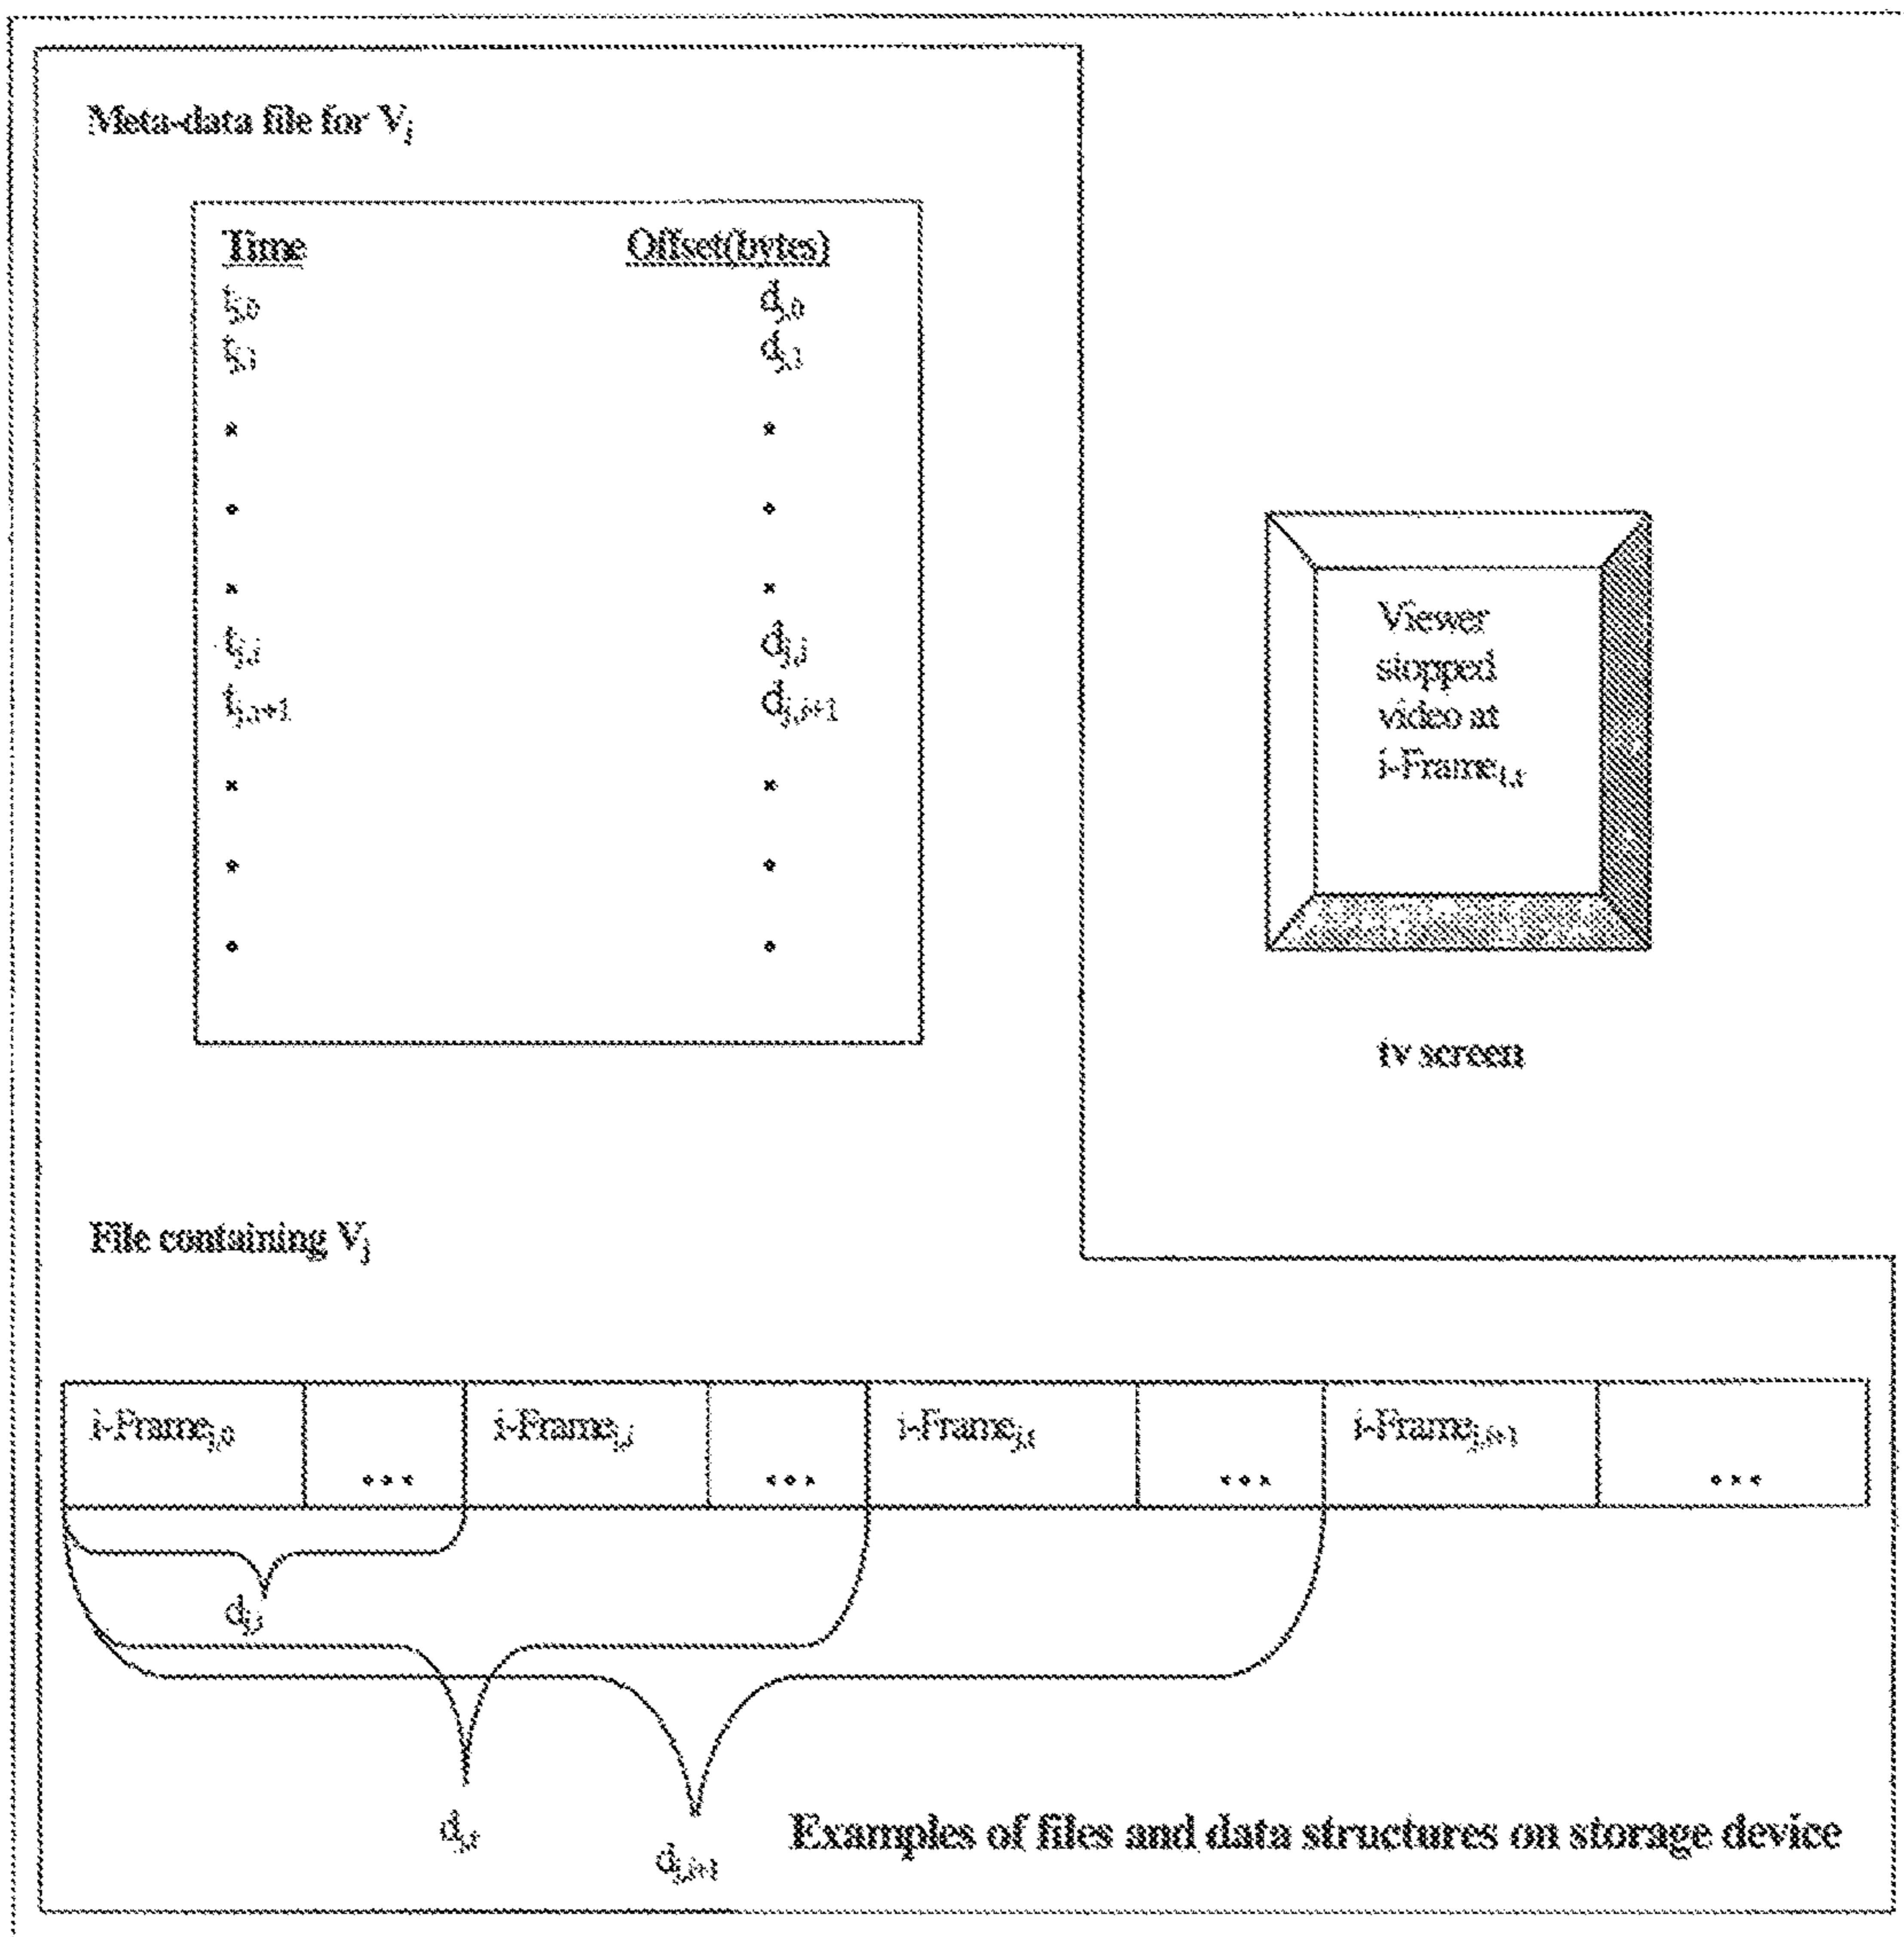 Meta-data file for Vj
Time Offset(bytes)
tj,0 dj,0
tj,1 dj,1
tj,i dj,i
tj,i+1 dj,i+1
Viewer
stopped
video at
i-Frame
tv screen
File containing Vj
i-Framej,0 ... i-Framej,i ... i-Framej,t ... i-Framej,i+1 ...
dj,i
dj,t
dj,i+1
Examples of files and data structures on storage device